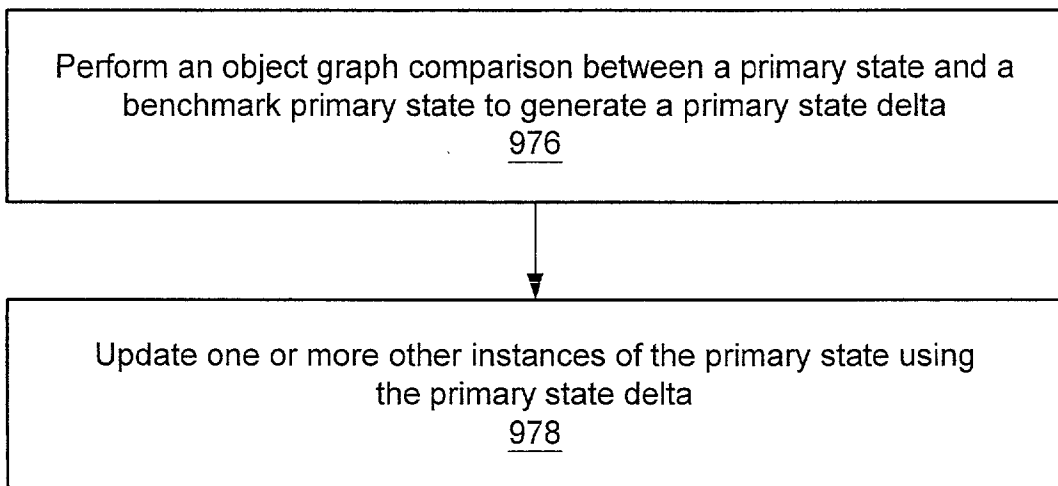 Perform an object graph comparison between a primary state and a
benchmark primary state to generate a primary state delta
976
Update one or more other instances of the primary state using
the primary state delta
978